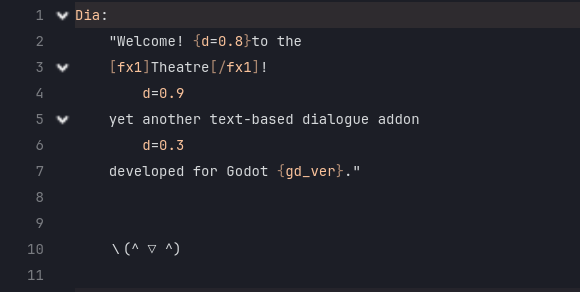 1 Dia:
2 "Welcome! {d=0.8}to the
3 [fx1]Theatre[/fx1]!
4 d=0.9
5 yet another text-based dialogue addon
6 d=0.3
7 developed for Godot {gd_ver}."
8
9
10 \(^ ▽ ^)
11